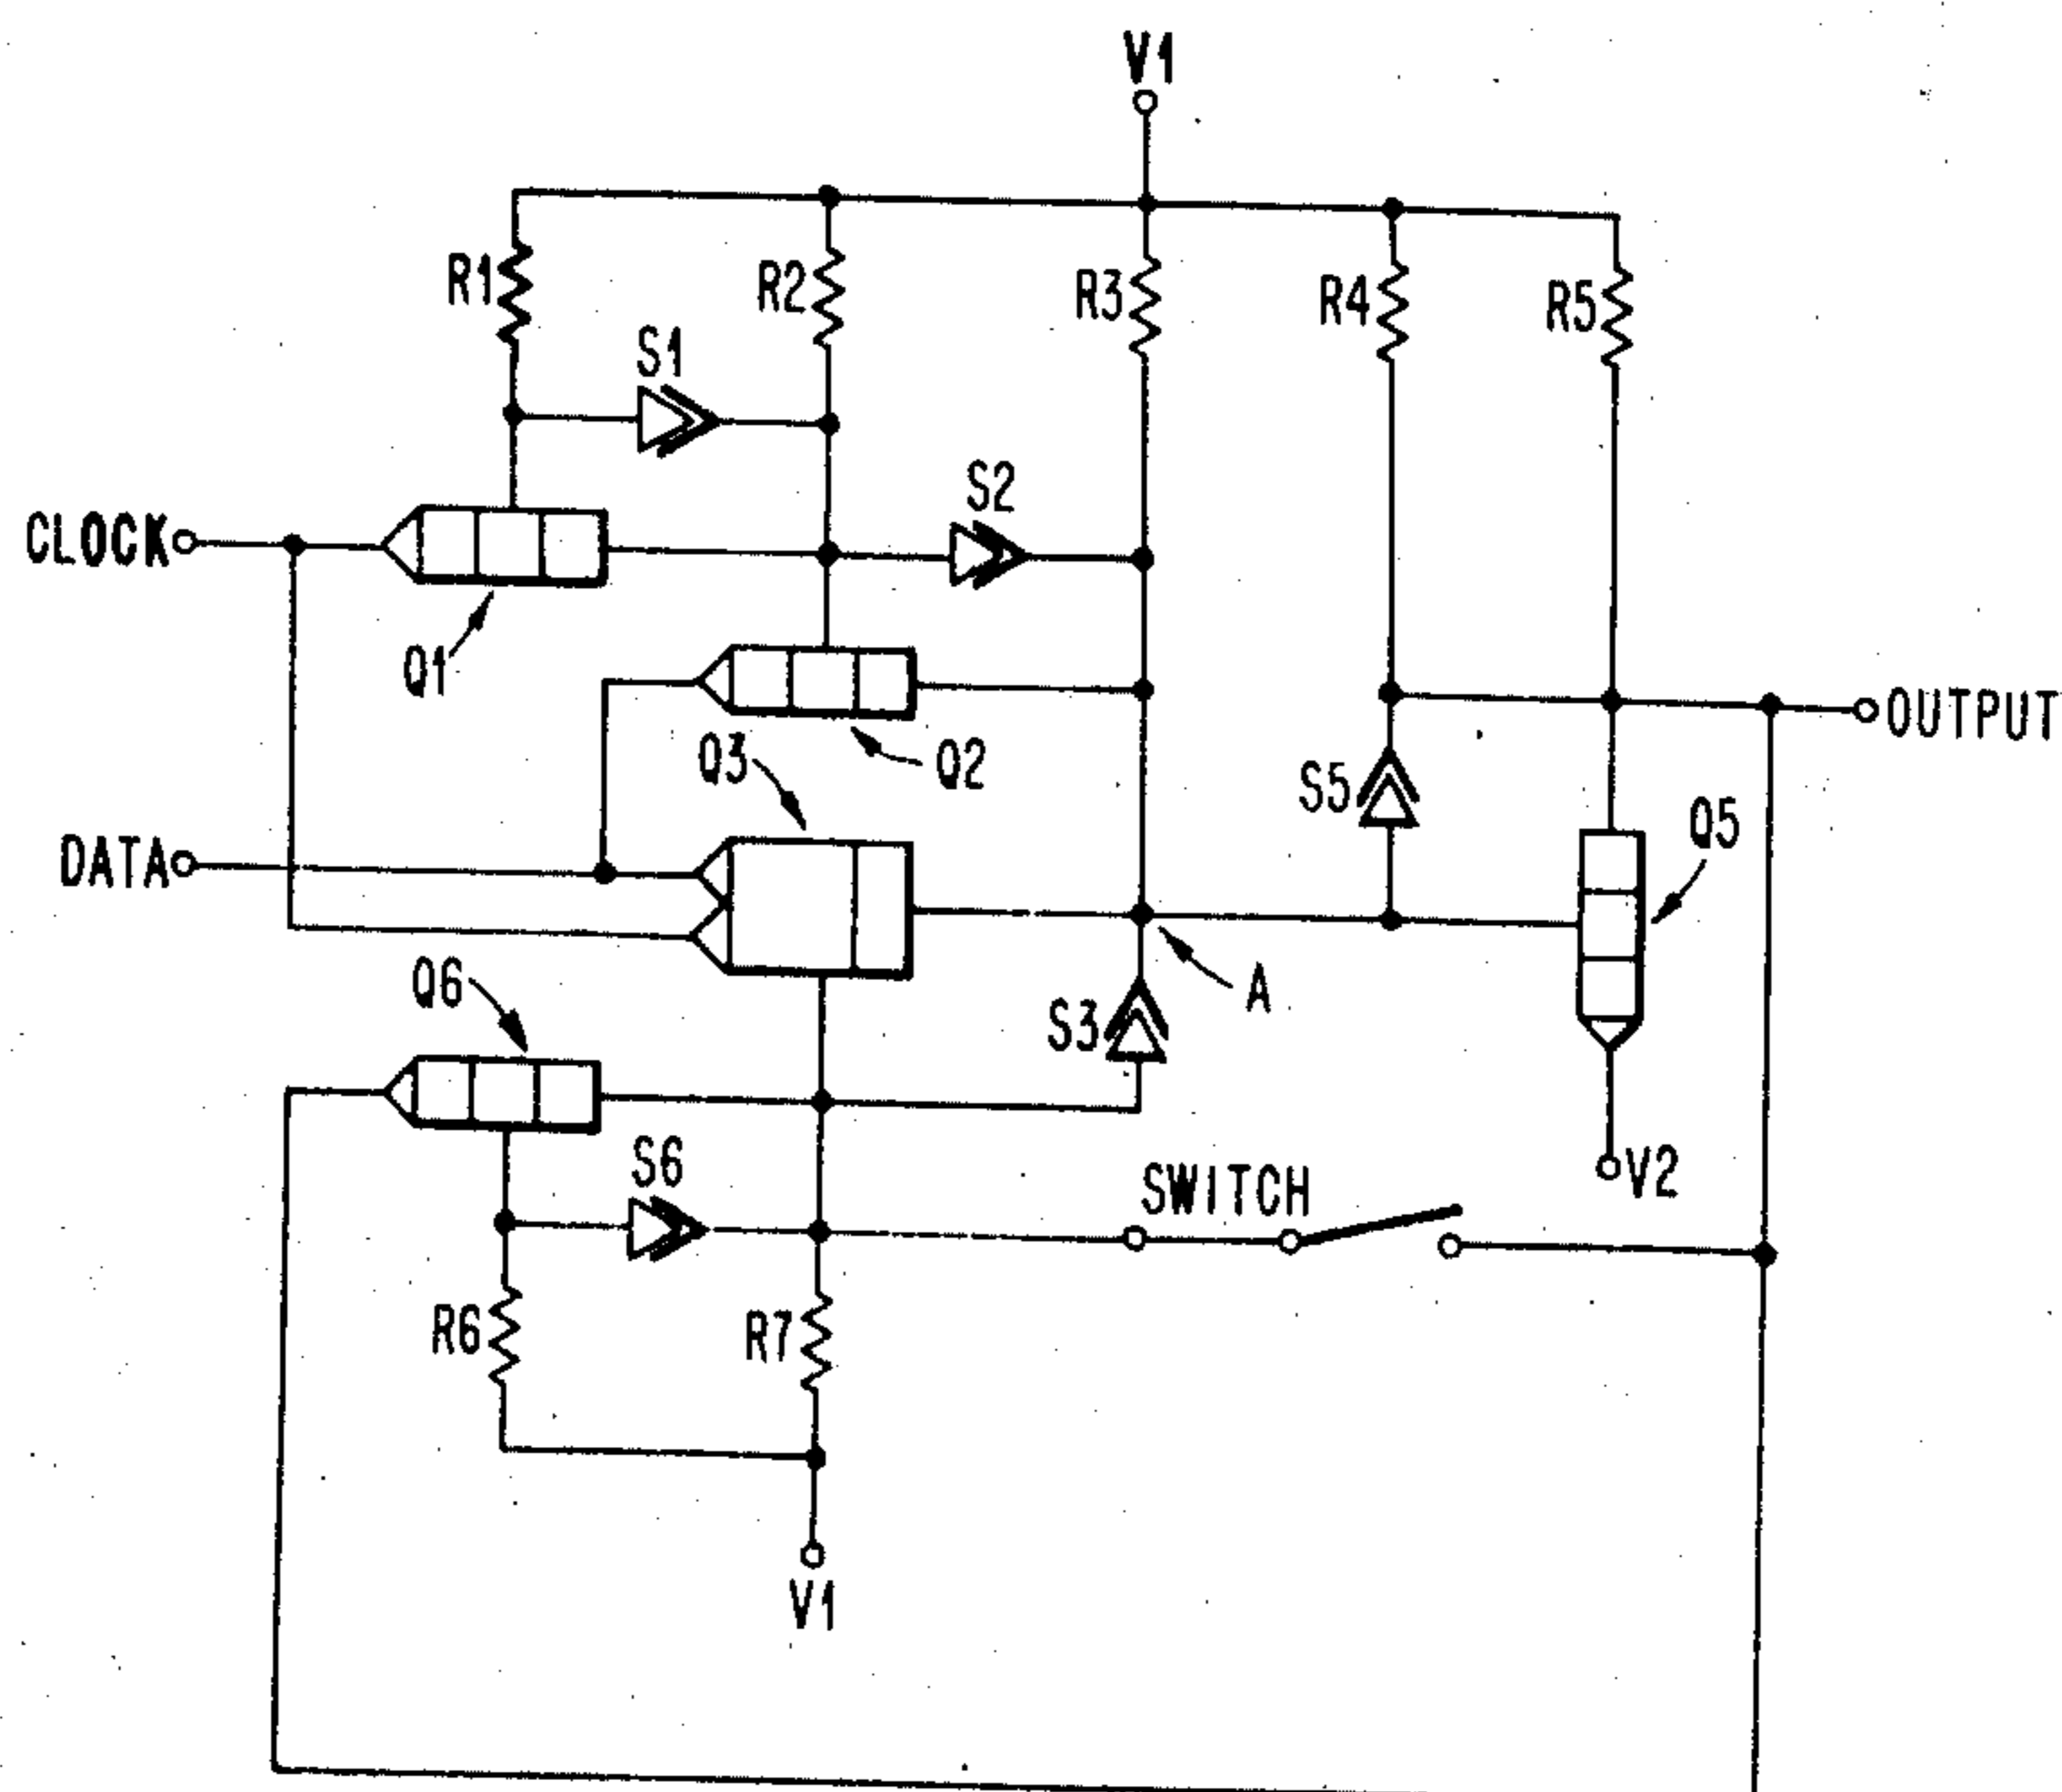 V1
R1
R2
R3
R4
R5
S1
S2
CLOCK
Q1
OUTPUT
Q3
Q2
S5
Q5
DATA
Q6
A
S3
S6
SWITCH
V2
R6
R7
V1